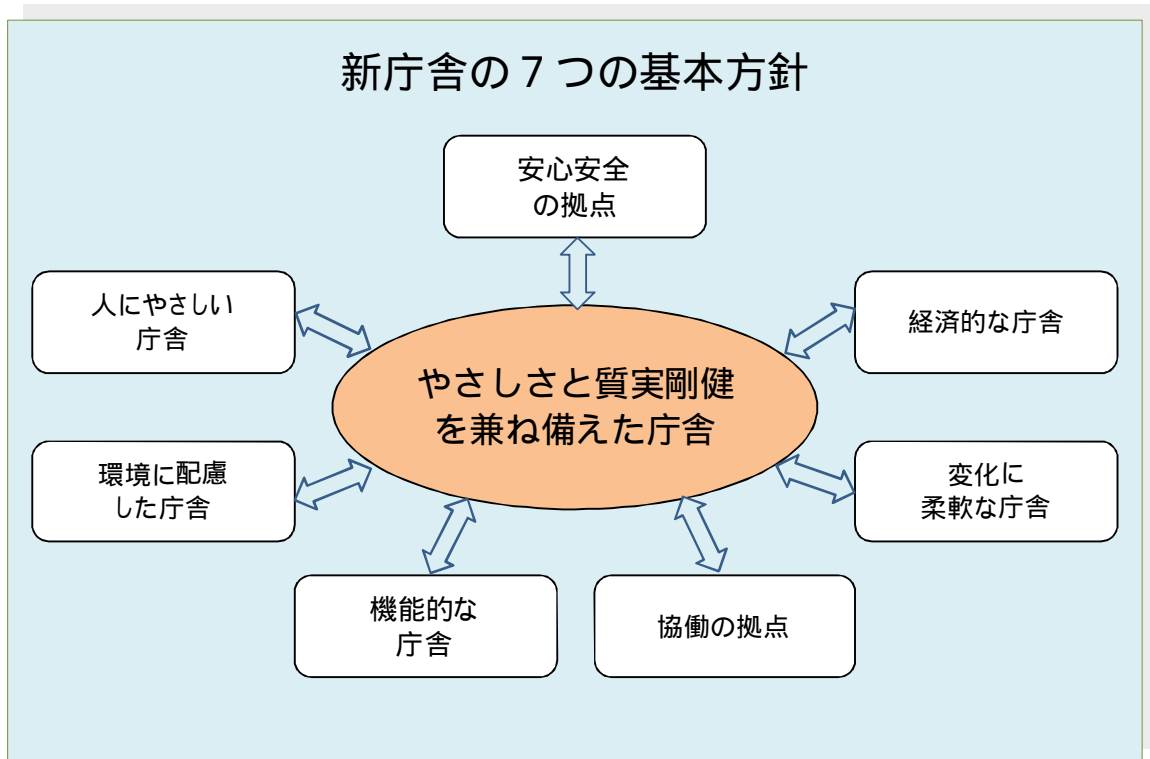 新庁舎の７つの基本方針
安心安全
の拠点
人にやさしい
庁舎
経済的な庁舎
やさしさと質実剛健
を兼ね備えた庁舎
環境に配慮
した庁舎
変化に
柔軟な庁舎
機能的な
庁舎
協働の拠点